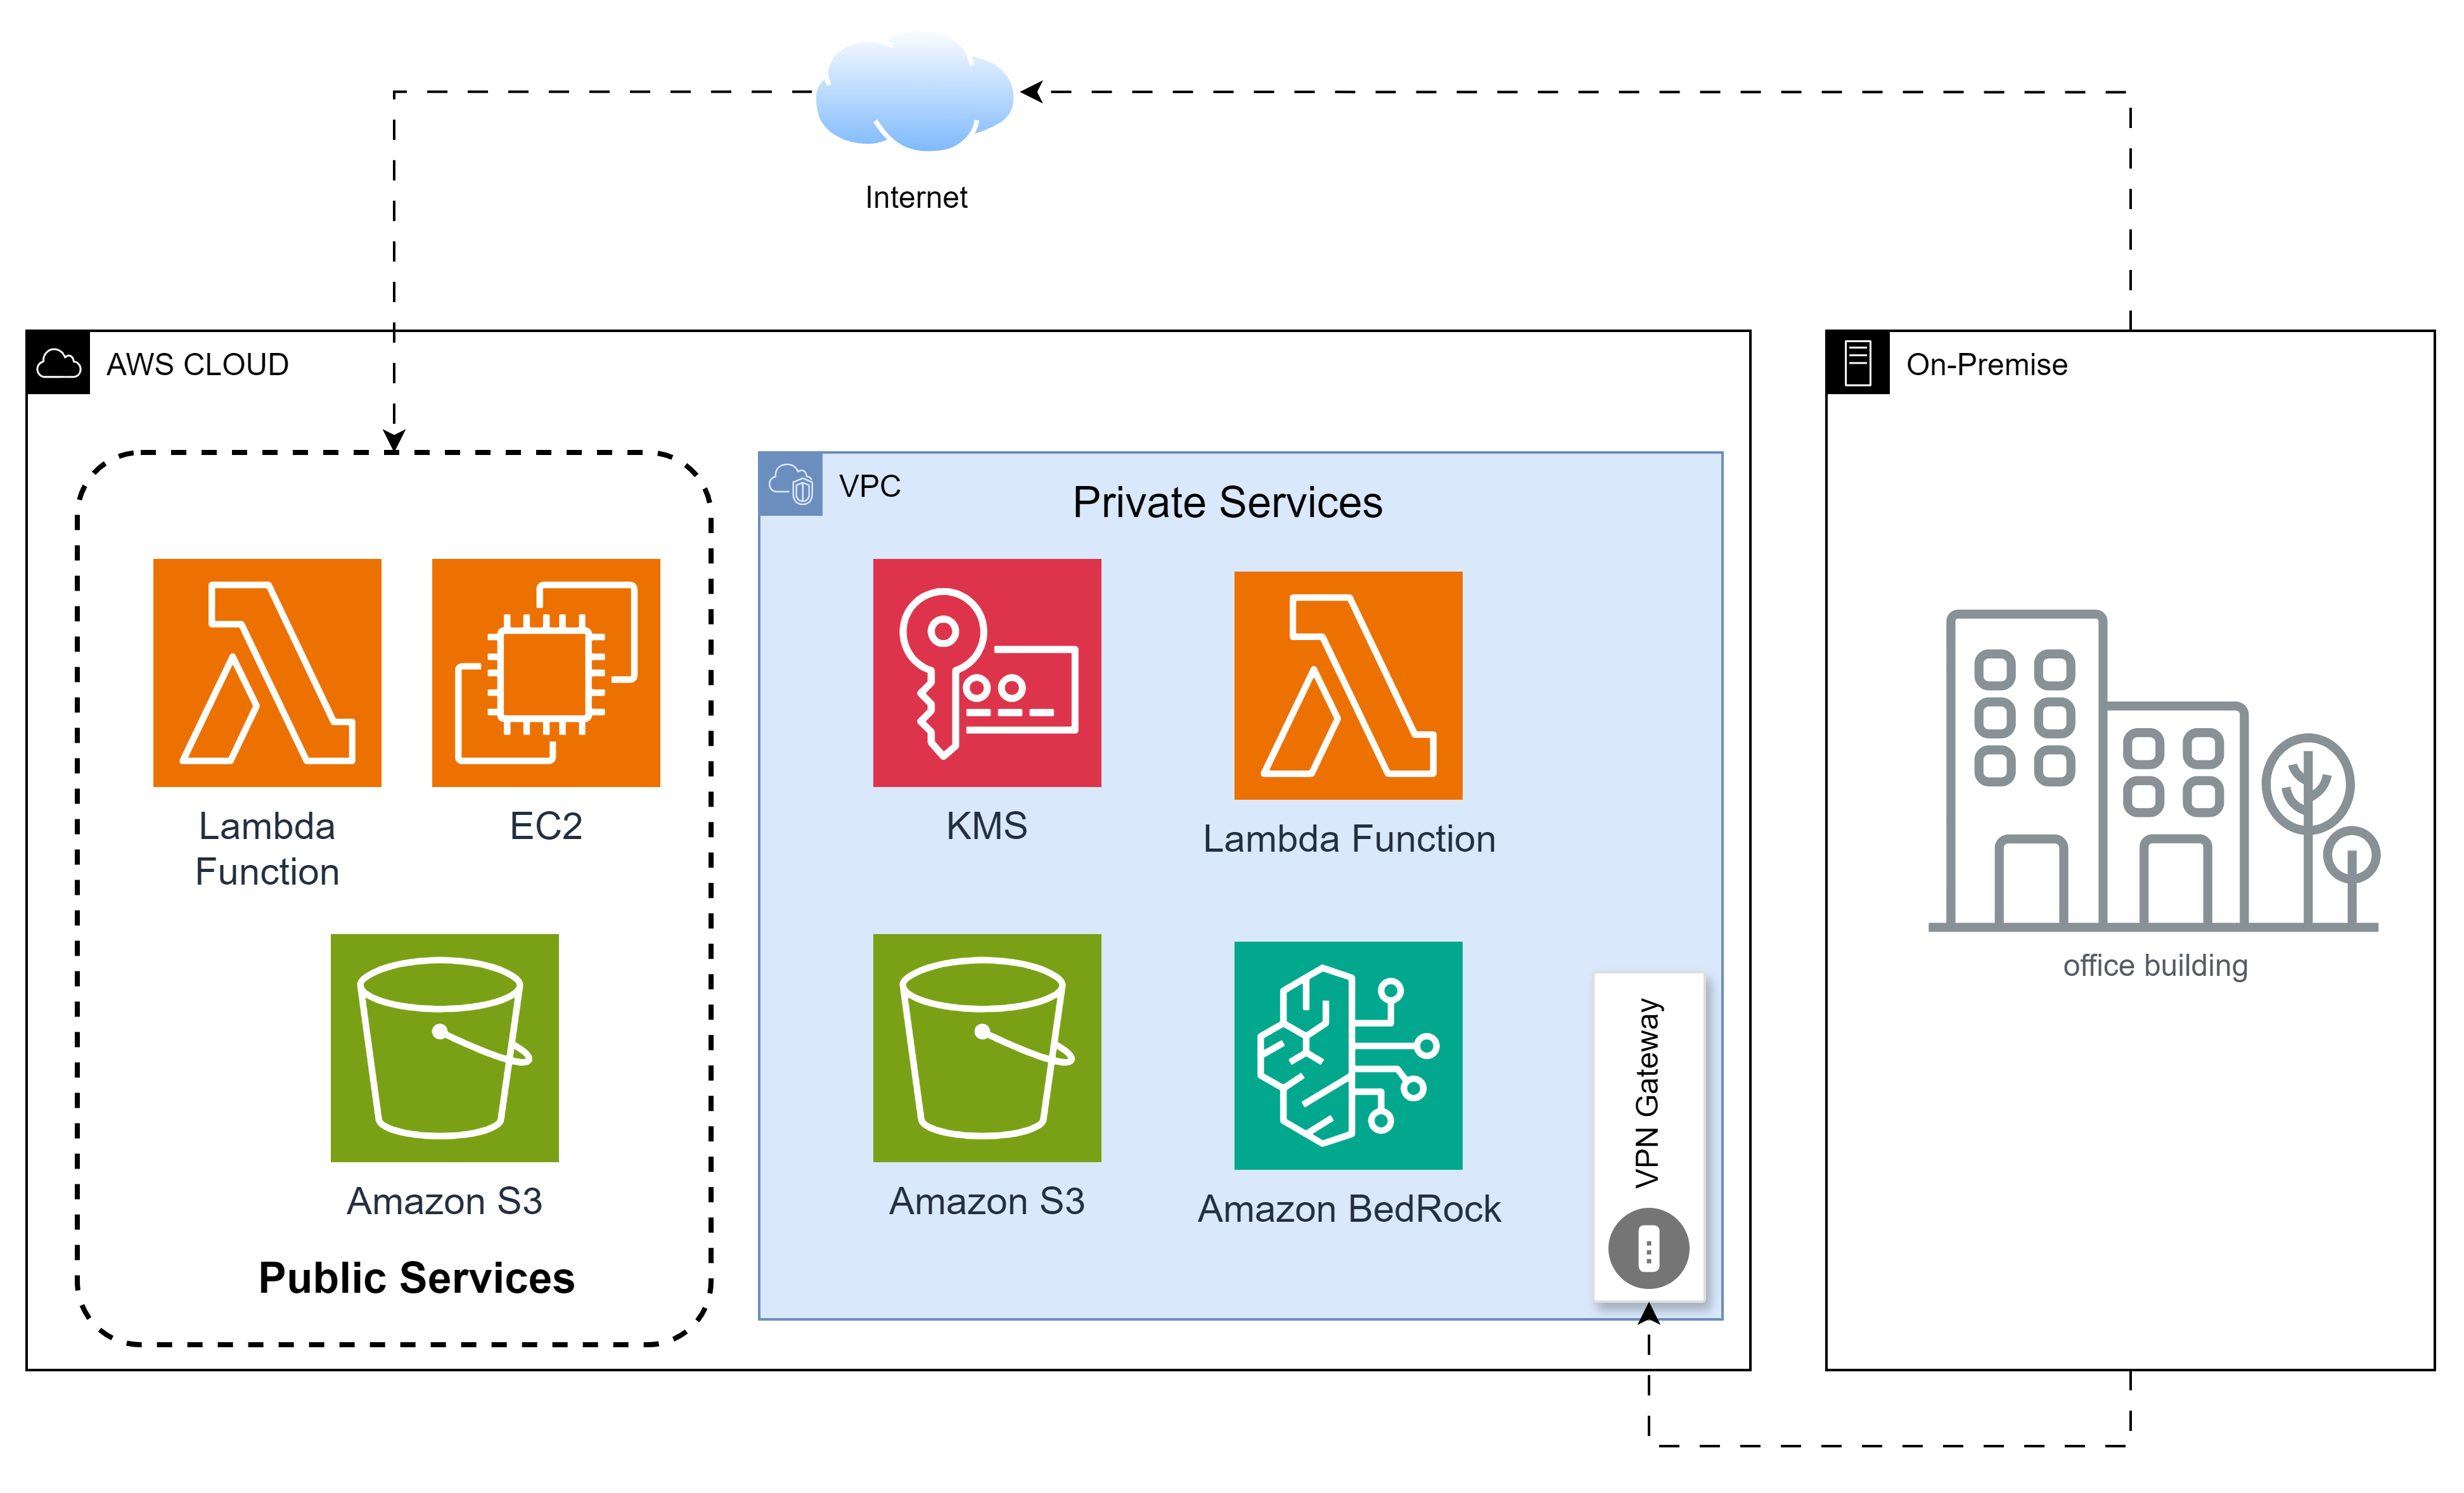 Internet
AWS CLOUD
On-Premise
VPC
Private Services
Lambda
Function
EC2
KMS
Lambda Function
office building
VPN Gateway
Amazon S3
Amazon S3
Amazon BedRock
Public Services